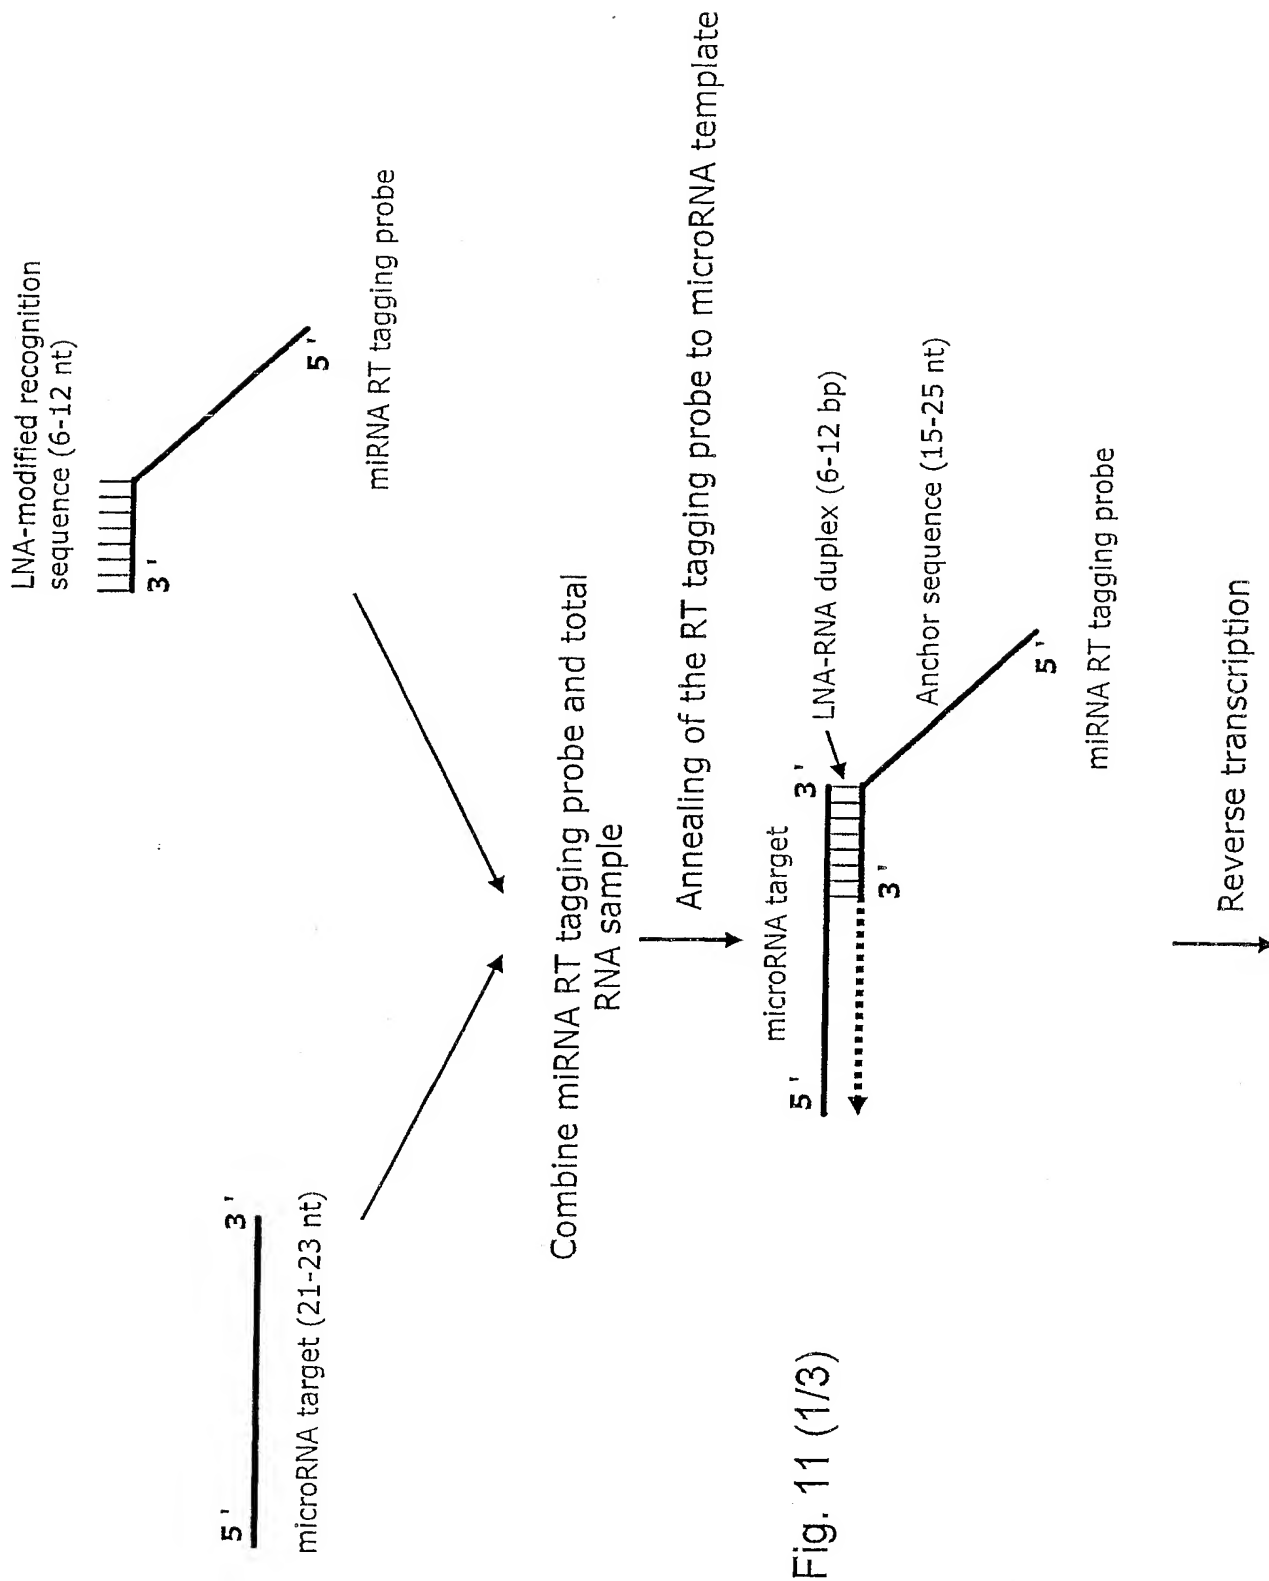 5' 3'
microRNA target (21-23 nt)
LNA-modified recognition
sequence (6-12 nt)
3'
5'
miRNA RT tagging probe
Combine miRNA RT tagging probe and total
RNA sample
Annealing of the RT tagging probe to microRNA template
microRNA target
5' 3'
LNA-RNA duplex (6-12 bp)
3'
Anchor sequence (15-25 nt)
5'
miRNA RT tagging probe
Reverse transcription
Fig. 11 (1/3)